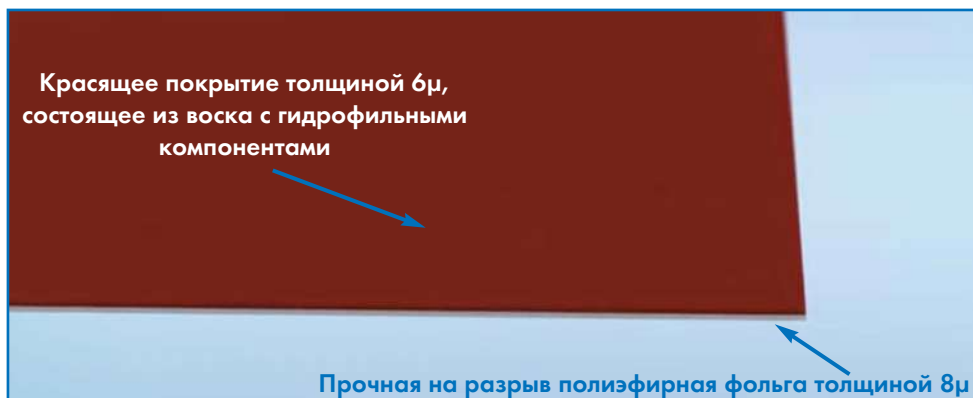 Красящее покрытие толщиной 6μ,
состоящее из воска с гидрофильными
компонентами
Прочная на разрыв полиэфирная фольга толщиной 8μ